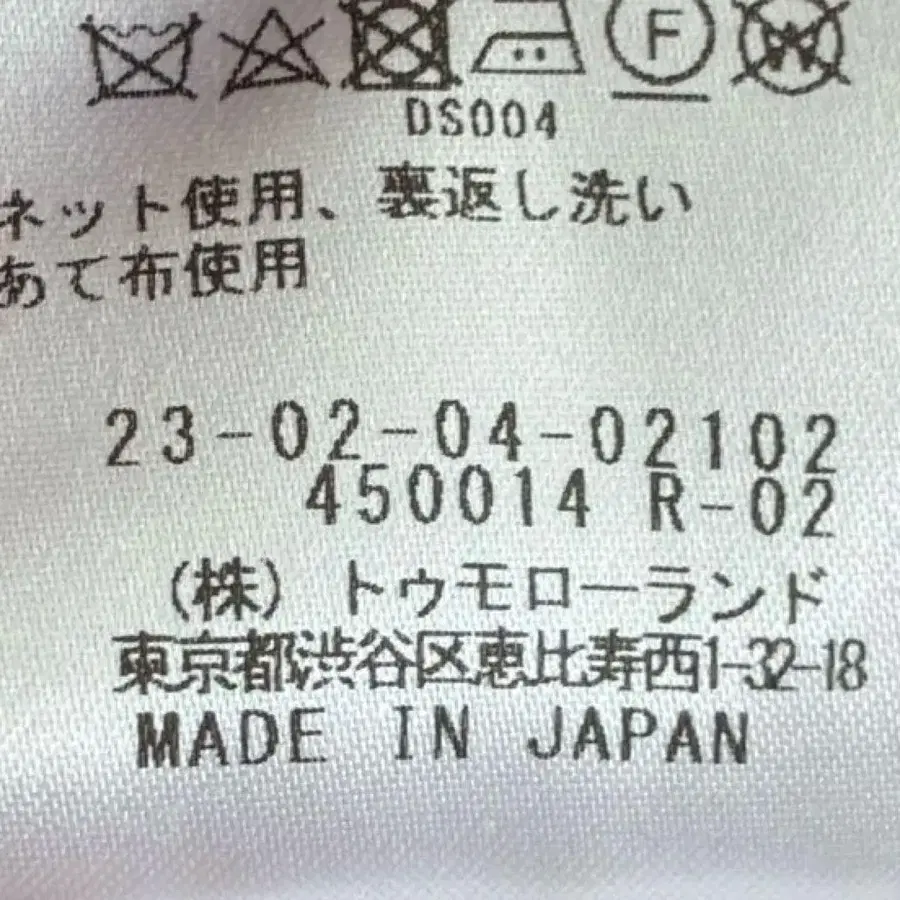 F W
DS004
ネット使用、裏返し洗い
あて布使用
23-02-04-02102
450014 R-02
(株) トゥモローランド
東京都渋谷区恵比寿西1-32-18
MADE IN JAPAN